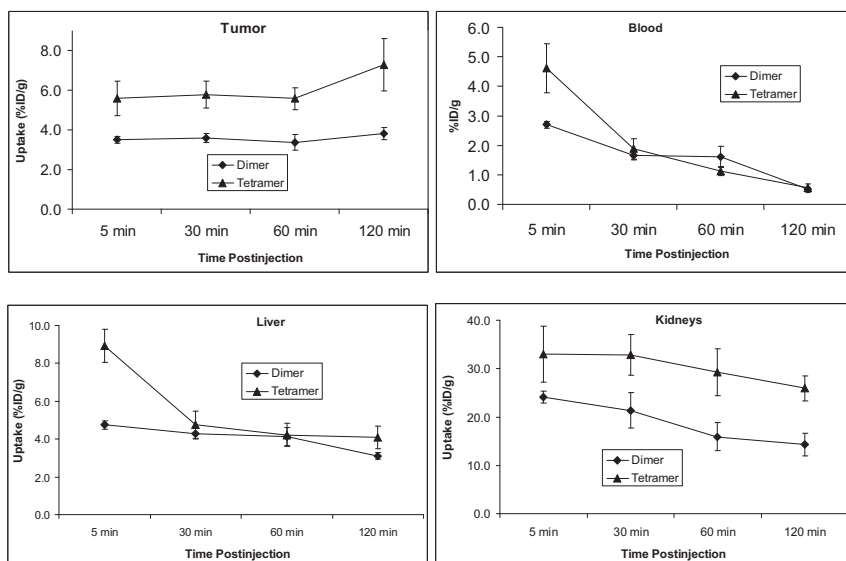 Tumor
Uptake (%ID/g)
8.0
6.0
4.0
2.0
0.0
Dimer
Tetramer
5 min 30 min 60 min 120 min
Time Postinjection
Blood
%ID/g
6.0
5.0
4.0
3.0
2.0
1.0
0.0
Dimer
Tetramer
5 min 30 min 60 min 120 min
Time Postinjection
Liver
Uptake (%ID/g)
10.0
8.0
6.0
4.0
2.0
0.0
Dimer
Tetramer
5 min 30 min 60 min 120 min
Time Postinjection
Kidneys
Uptake (%ID/g)
40.0
30.0
20.0
10.0
0.0
Dimer
Tetramer
5 min 30 min 60 min 120 min
Time Postinjection